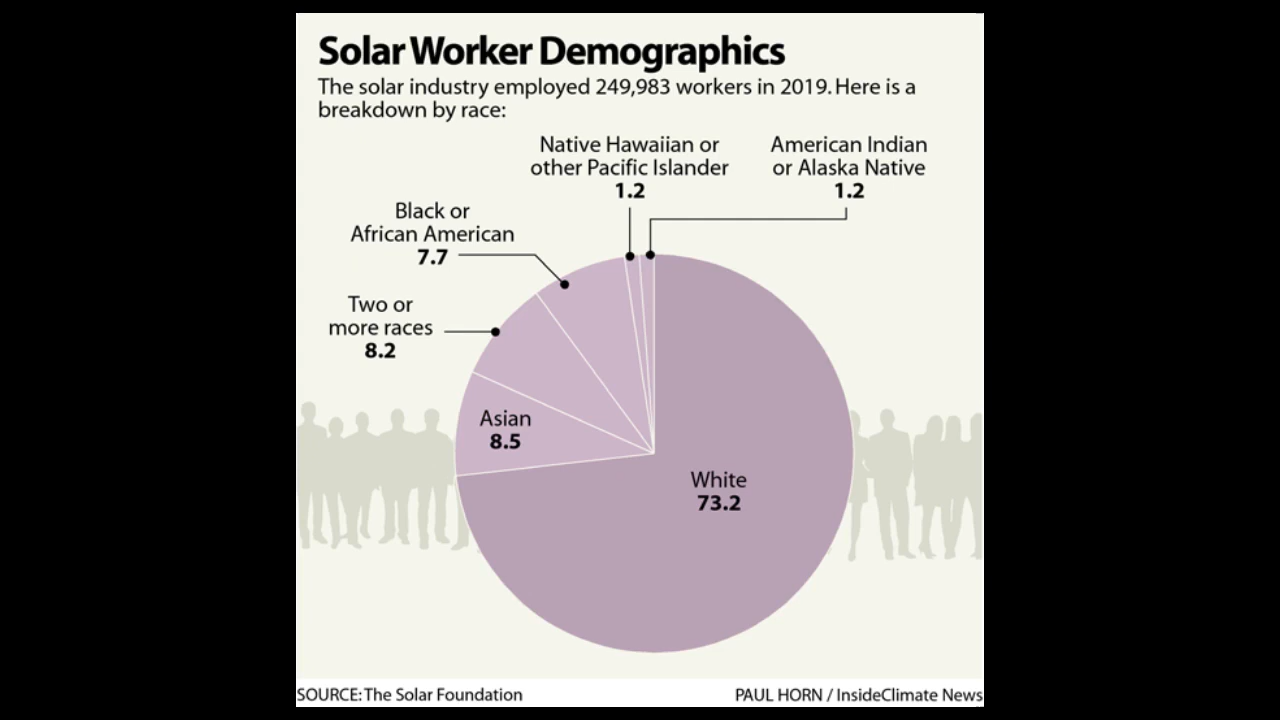 Solar Worker Demographics
The solar industry employed 249,983 workers in 2019. Here is a
breakdown by race:
Native Hawaiian or
other Pacific Islander
1.2
American Indian
or Alaska Native
1.2
Black or
African American
7.7
Two or
more races
8.2
Asian
8.5
White
73.2
SOURCE: The Solar Foundation
PAUL HORN / InsideClimate News